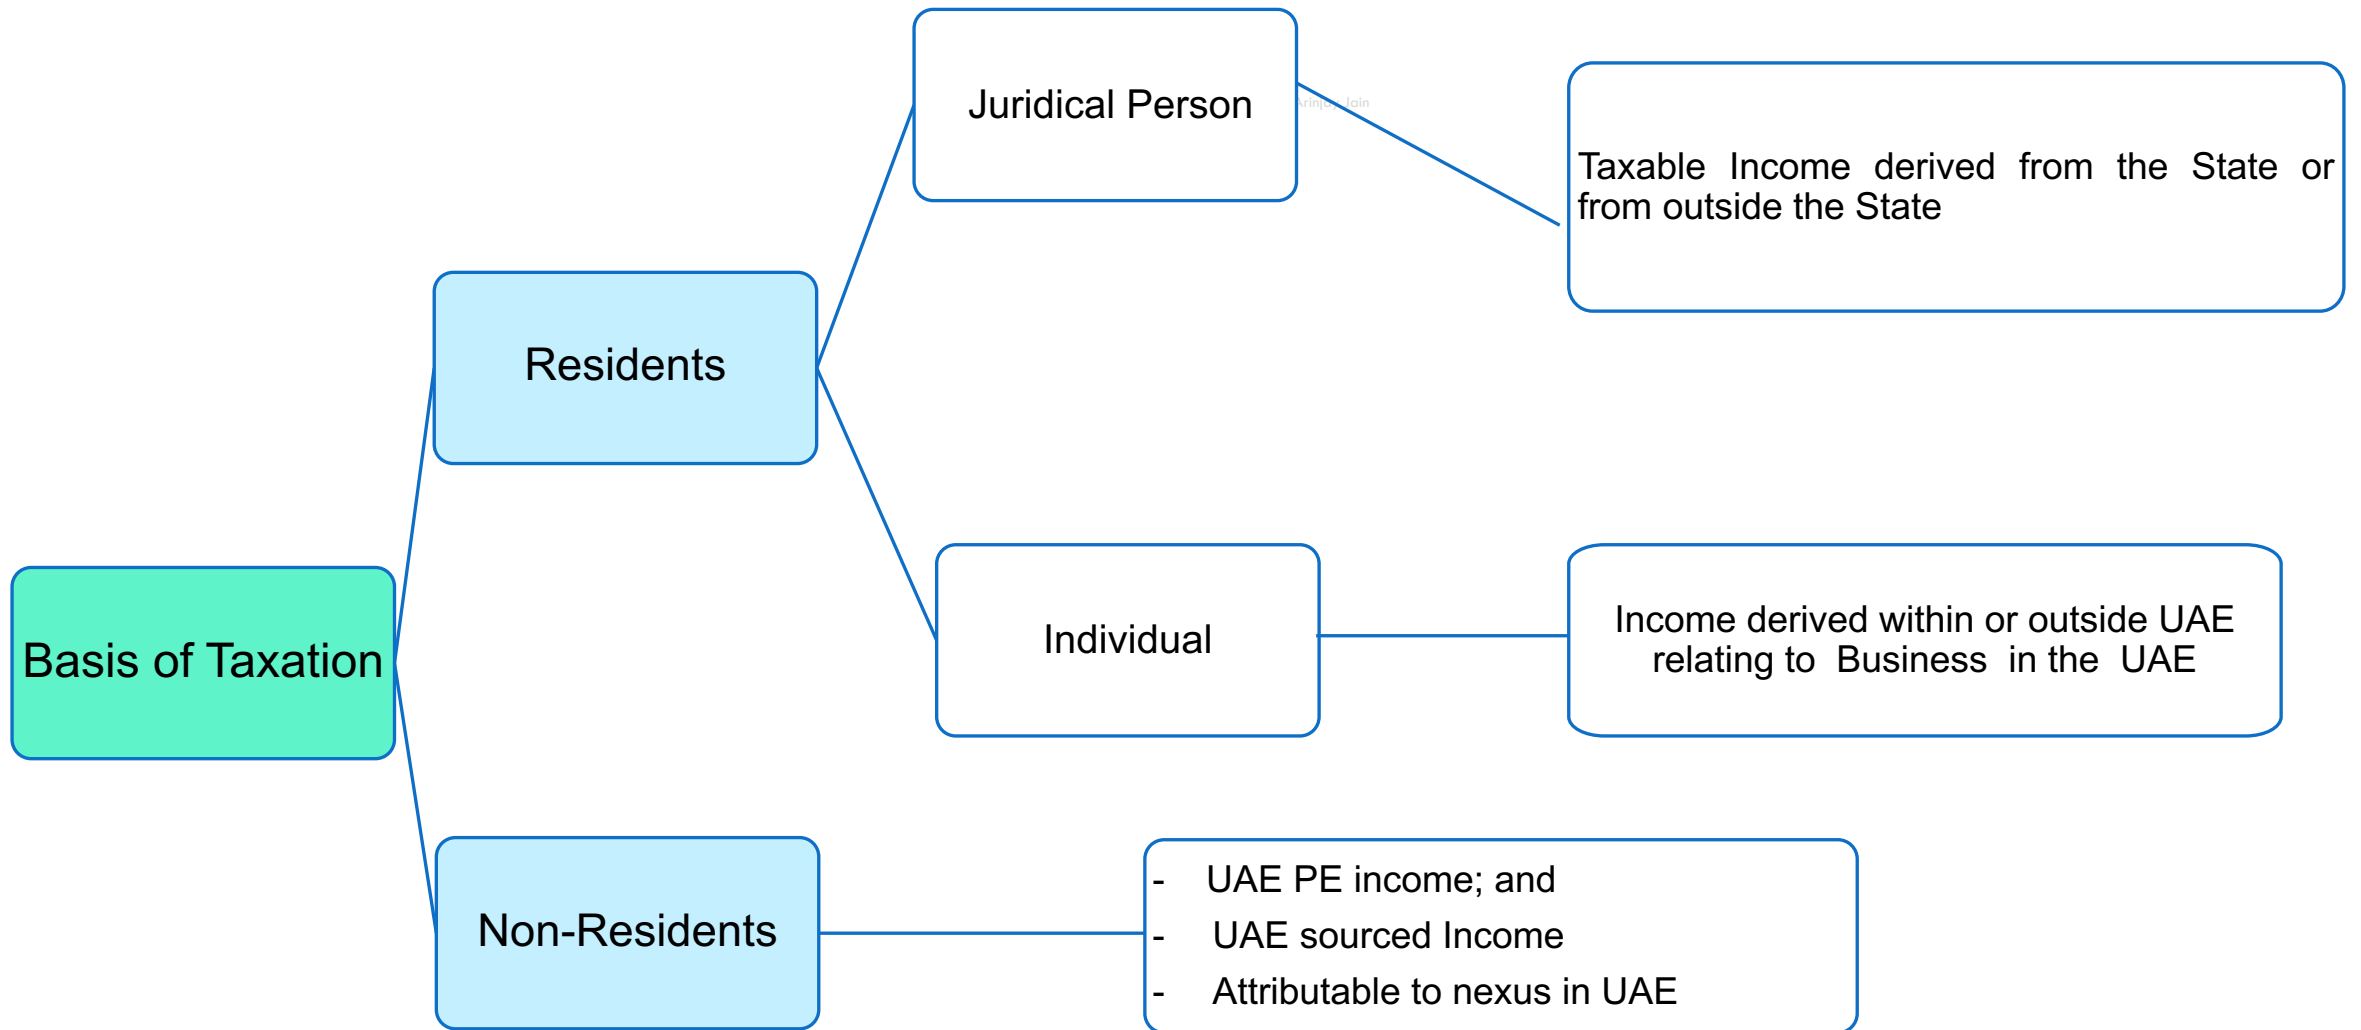 Juridical Person
Arinjay Jain
Taxable Income derived from the State or
from outside the State
Residents
Basis of Taxation
Individual
Income derived within or outside UAE
relating to Business in the UAE
Non-Residents
- UAE PE income; and
- UAE sourced Income
- Attributable to nexus in UAE